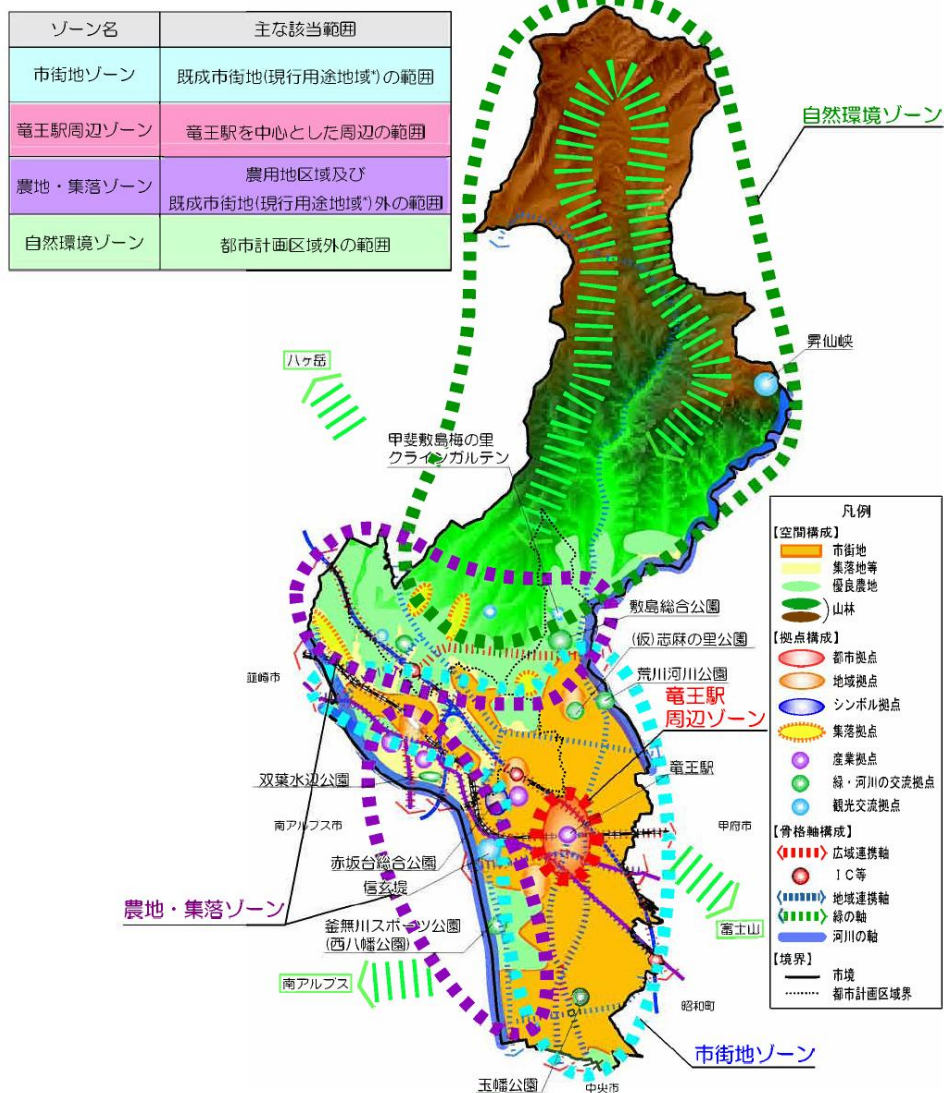 ゾーン名
主な該当範囲
市街地ゾーン
既成市街地(現行用途地域*)の範囲
竜王駅周辺ゾーン
竜王駅を中心とした周辺の範囲
農地・集落ゾーン
農用地区域及び
既成市街地(現行用途地域*)外の範囲
自然環境ゾーン
都市計画区域外の範囲
自然環境ゾーン
昇仙峡
八ヶ岳
甲斐敷島梅の里
クラインガルテン
敷島総合公園
(仮)志麻の里公園
荒川河川公園
竜王駅
周辺ゾーン
竜王駅
韮崎市
双葉水辺公園
南アルプス市
甲府市
赤坂台総合公園
信玄堤
農地・集落ゾーン
釜無川スポーツ公園
(西八幡公園)
富士山
南アルプス
昭和町
市街地ゾーン
玉幡公園
中央市
凡例
【空間構成】
市街地
集落地等
優良農地
山林
【拠点構成】
都市拠点
地域拠点
シンボル拠点
集落拠点
産業拠点
緑・河川の交流拠点
観光交流拠点
【骨格軸構成】
広域連携軸
IC等
地域連携軸
緑の軸
河川の軸
【境界】
市境
都市計画区域界